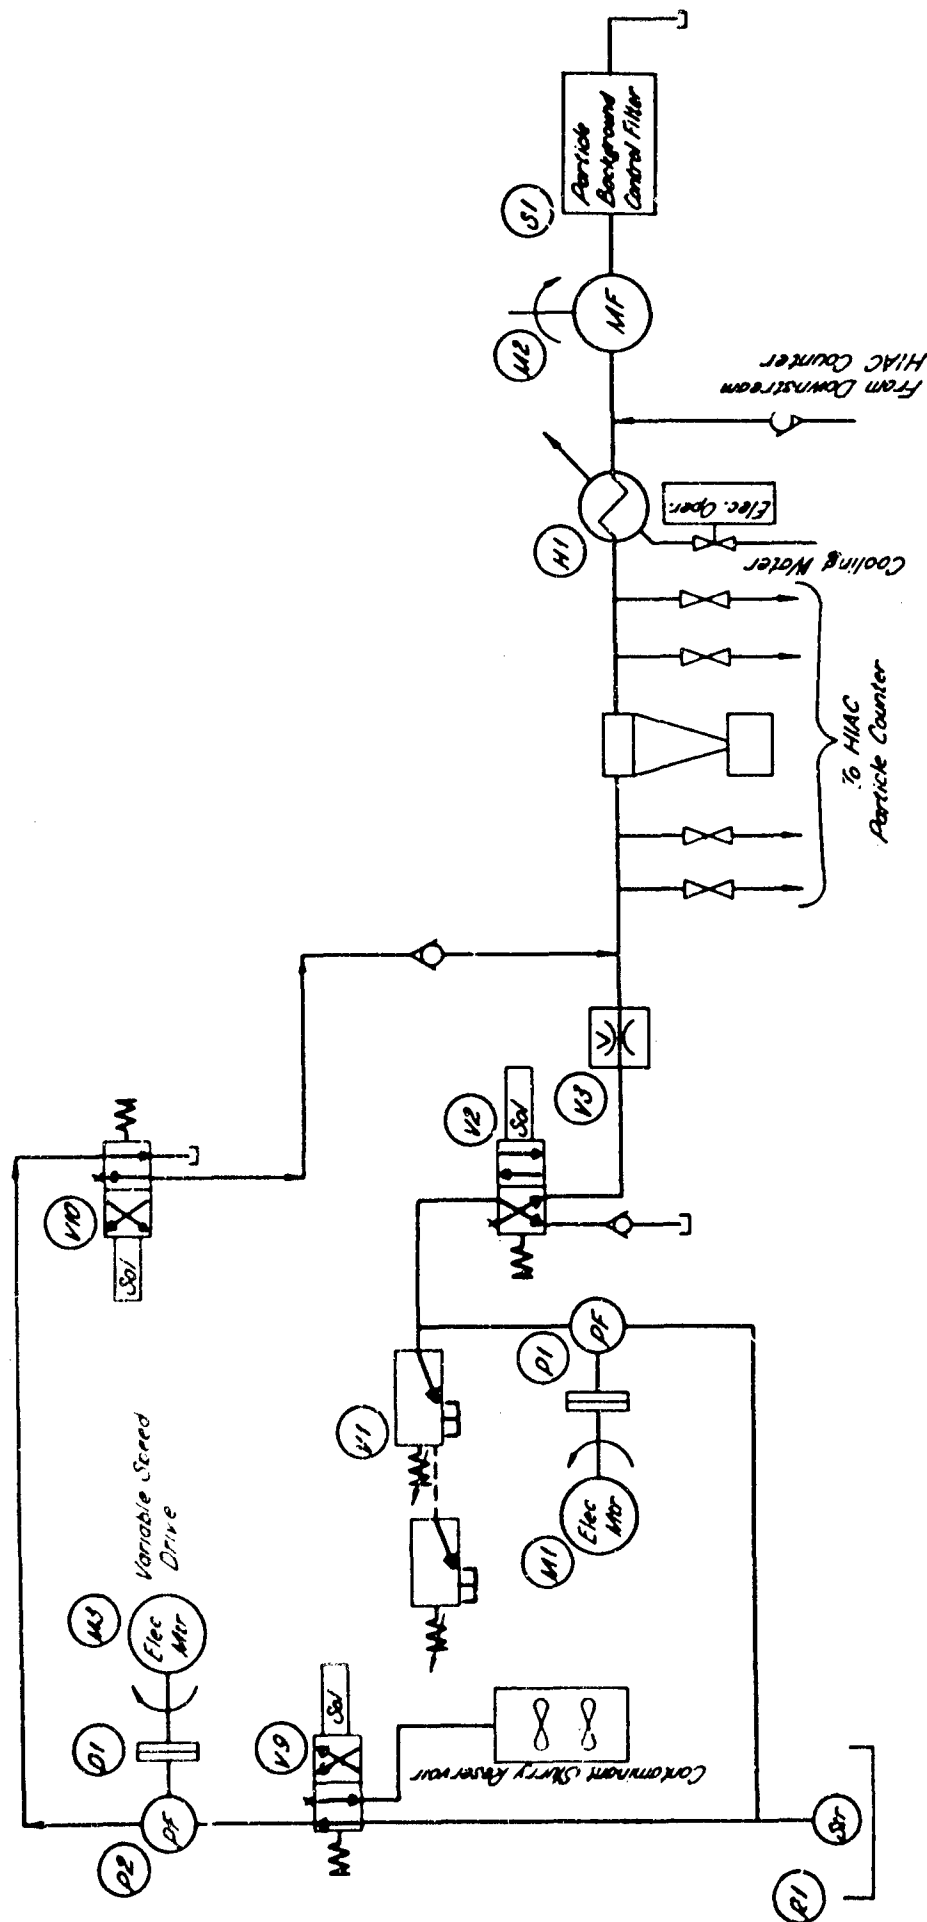 P2
PF
D1
M3
Elec
Mtr
Variable Speed
Drive
V10
Sol
V9
Sol
V1
Contaminant Slurry Reservoir
M1
Elec
Mtr
P1
PF
V2
Sol
V3
H1
M2
MF
S1
Particle
Background
Control Filter
R1
Str
Elec. Oper.
Cooling Water
From Downstream
HIAC Counter
To HIAC
Particle Counter